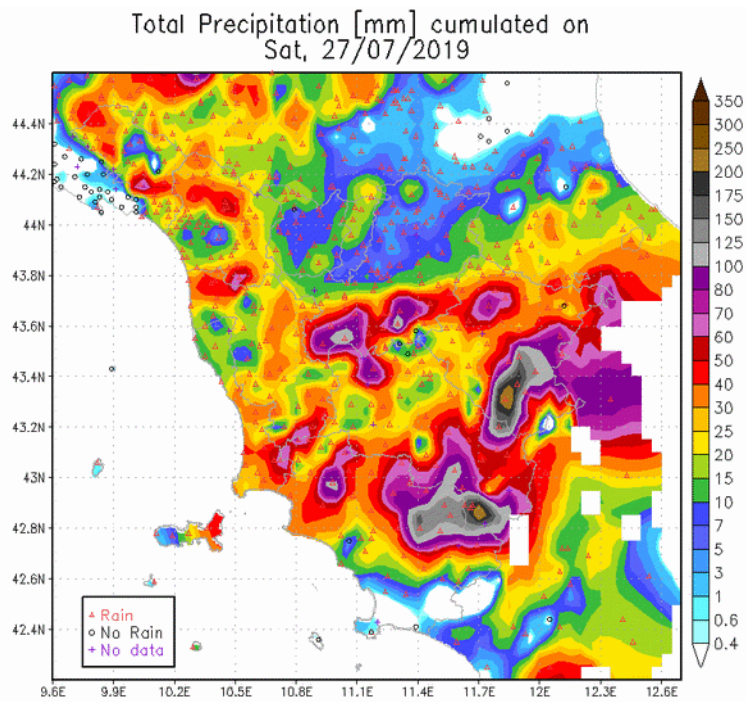 Total Precipitation [mm] cumulated on
Sat, 27/07/2019
44.4N
44.2N
44N
43.8N
43.6N
43.4N
43.2N
43N
42.8N
42.6N
42.4N
Rain
No Rain
No data
9.6E 9.9E 10.2E 10.5E 10.8E 11.1E 11.4E 11.7E 12E 12.3E 12.6E
350
300
250
200
175
150
125
100
80
70
60
50
40
30
25
20
15
10
7
5
3
1
0.6
0.4